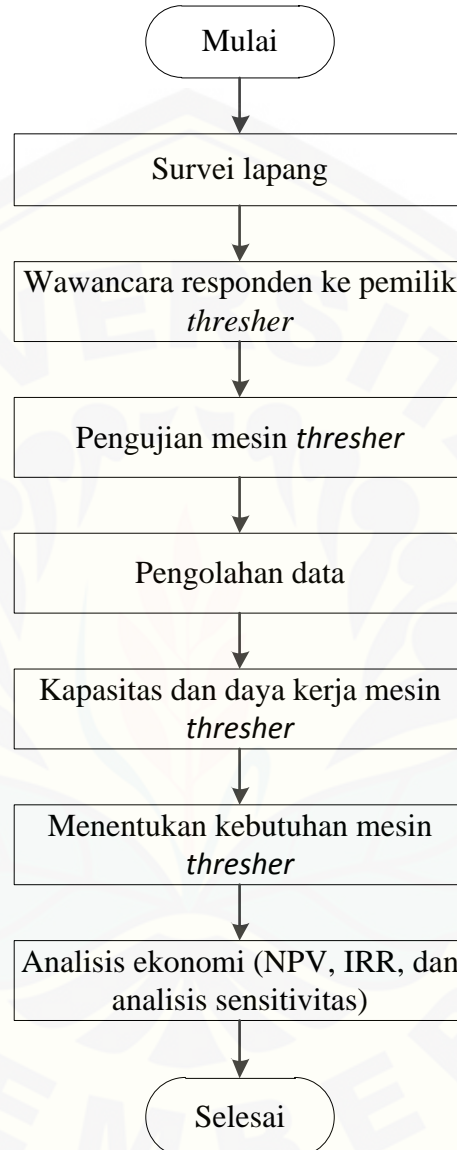 Mulai
Survei lapang
Wawancara responden ke pemilik
thresher
Pengujian mesin thresher
Pengolahan data
Kapasitas dan daya kerja mesin
thresher
Menentukan kebutuhan mesin
thresher
Analisis ekonomi (NPV, IRR, dan
analisis sensitivitas)
Selesai